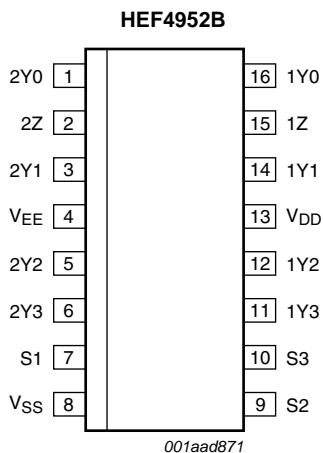 HEF4952B
2Y0 1 16 1Y0
2Z 2 15 1Z
2Y1 3 14 1Y1
VEE 4 13 VDD
2Y2 5 12 1Y2
2Y3 6 11 1Y3
S1 7 10 S3
VSS 8 9 S2
001aad871